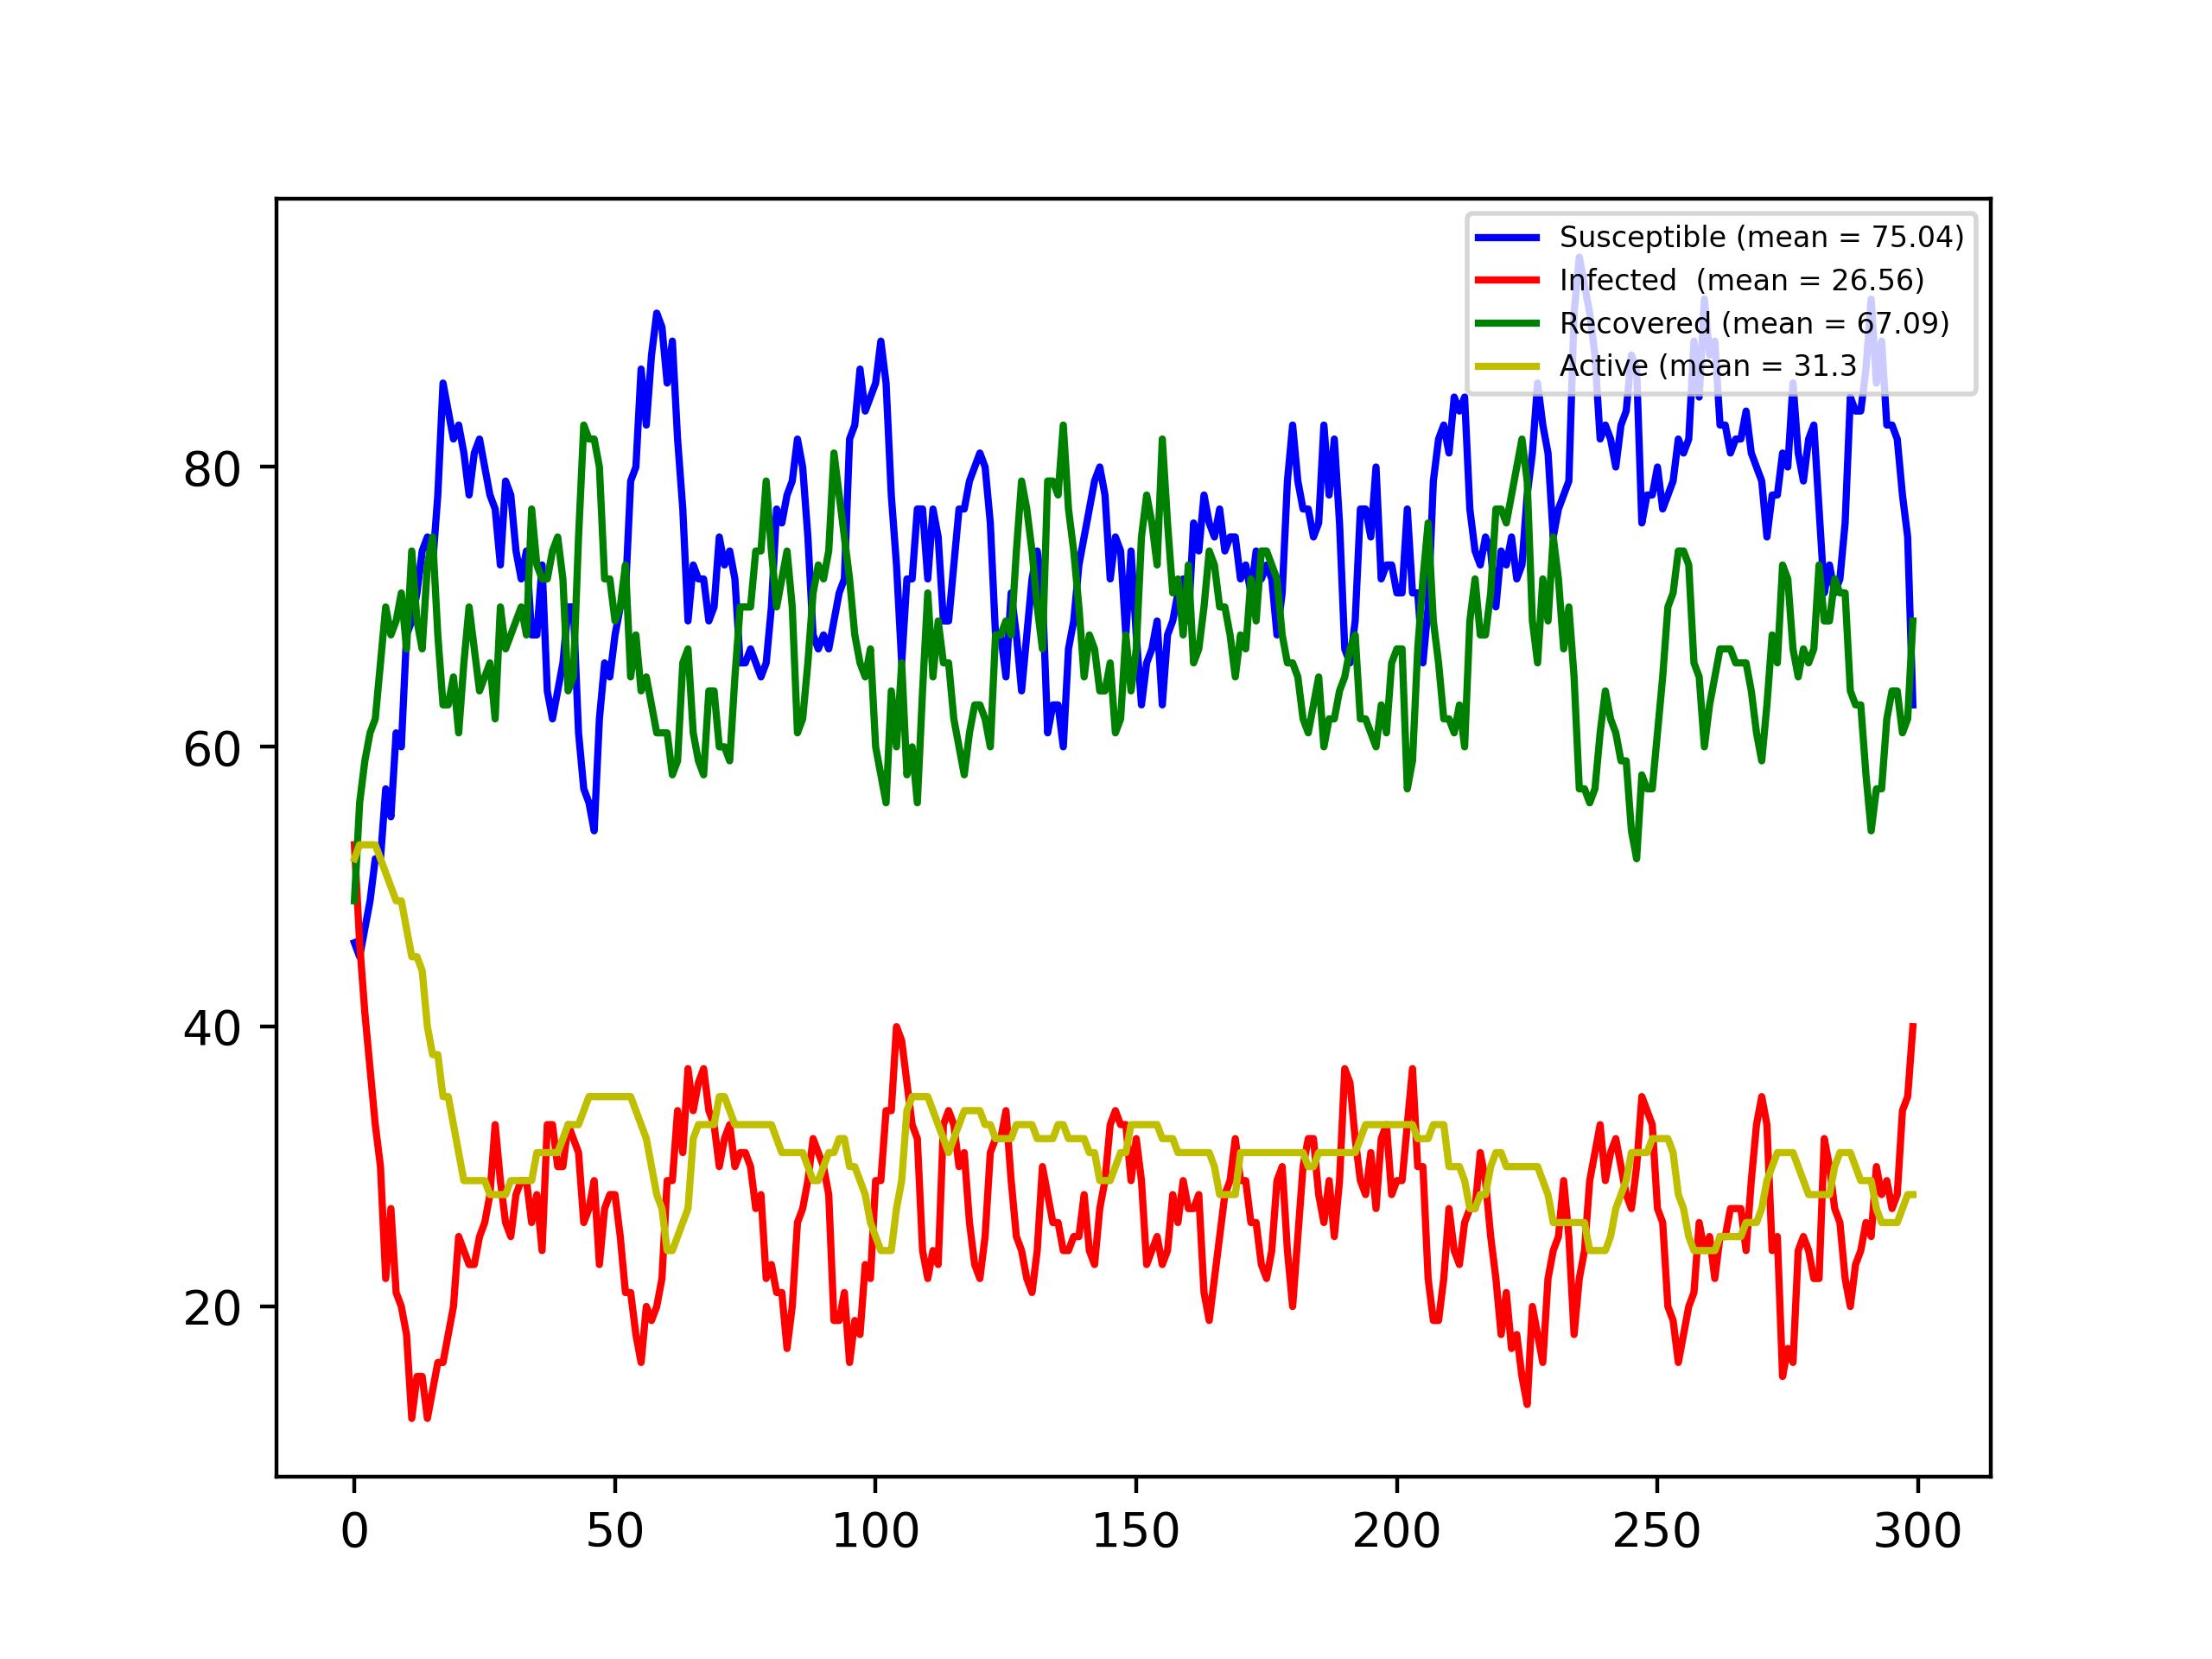 Susceptible (mean = 75.04)
Infected  (mean = 26.56)
Recovered (mean = 67.09)
Active (mean = 31.3
80
60
40
20
0 50 100 150 200 250 300